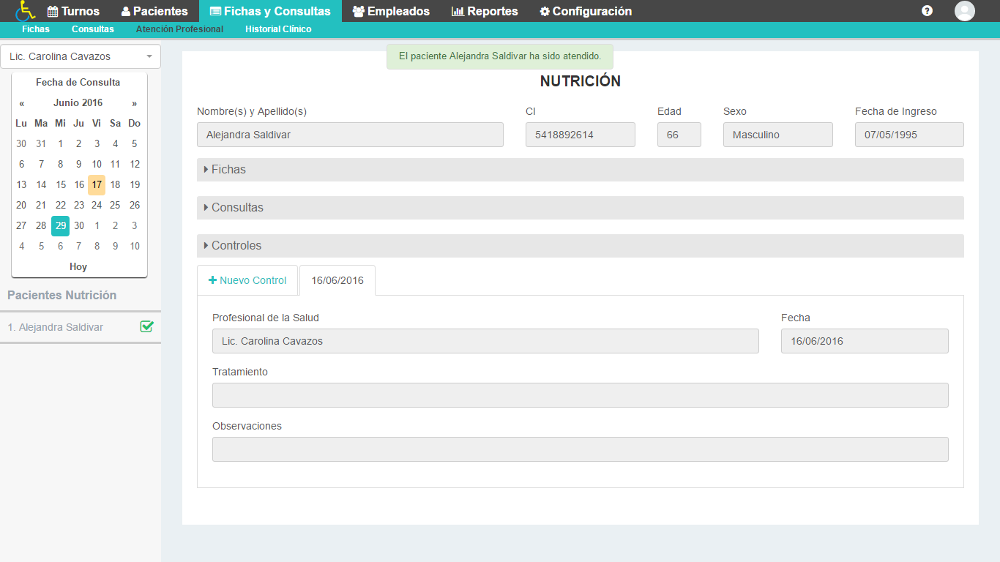 Turnos Pacientes Fichas y Consultas Empleados Reportes Configuración ?
Fichas Consultas Atención Profesional Historial Clínico
Lic. Carolina Cavazos
Fecha de Consulta
« Junio 2016 »
Lu Ma Mi Ju Vi Sa Do
30 31 1 2 3 4 5
6 7 8 9 10 11 12
13 14 15 16 17 18 19
20 21 22 23 24 25 26
27 28 29 30 1 2 3
4 5 6 7 8 9 10
Hoy
Pacientes Nutrición
1. Alejandra Saldivar
El paciente Alejandra Saldivar ha sido atendido.
NUTRICIÓN
Nombre(s) y Apellido(s) CI Edad Sexo Fecha de Ingreso
Alejandra Saldivar 5418892614 66 Masculino 07/05/1995
Fichas
Consultas
Controles
Nuevo Control 16/06/2016
Profesional de la Salud Fecha
Lic. Carolina Cavazos 16/06/2016
Tratamiento
Observaciones